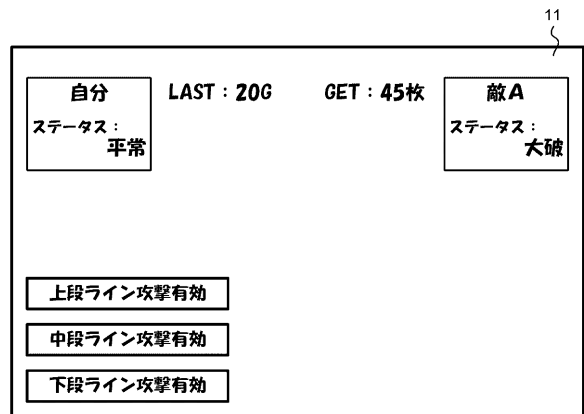 11
自分 LAST：20G GET：45枚 敵A
ステータス： ステータス：
平常 大破
上段ライン攻撃有効
中段ライン攻撃有効
下段ライン攻撃有効